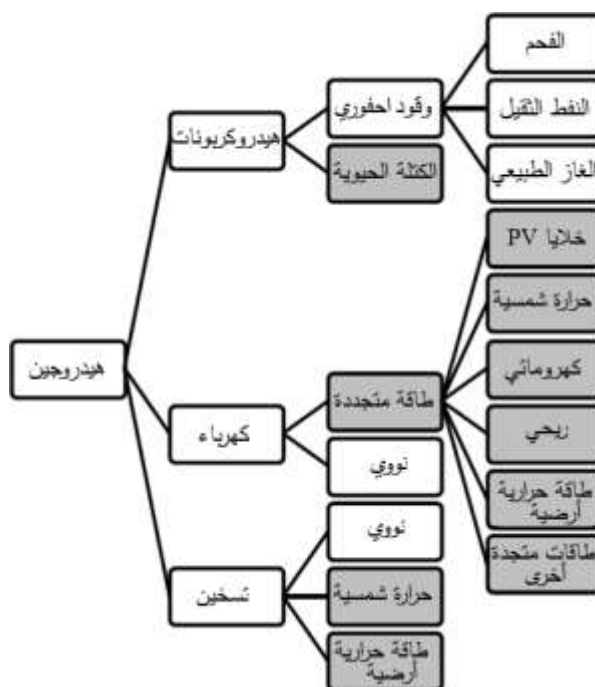 هيدروجين
هيدروكربونات
كهرباء
تسخين
وقود احفوري
الكتلة الحيوية
طاقة متجددة
نووي
نووي
حرارة شمسية
طاقة حرارية
أرضية
الفحم
النفط الثقيل
الغاز الطبيعي
خلايا PV
حرارة شمسية
كهرومائي
ريحي
طاقة حرارية
أرضية
طاقات متجدة
أخرى